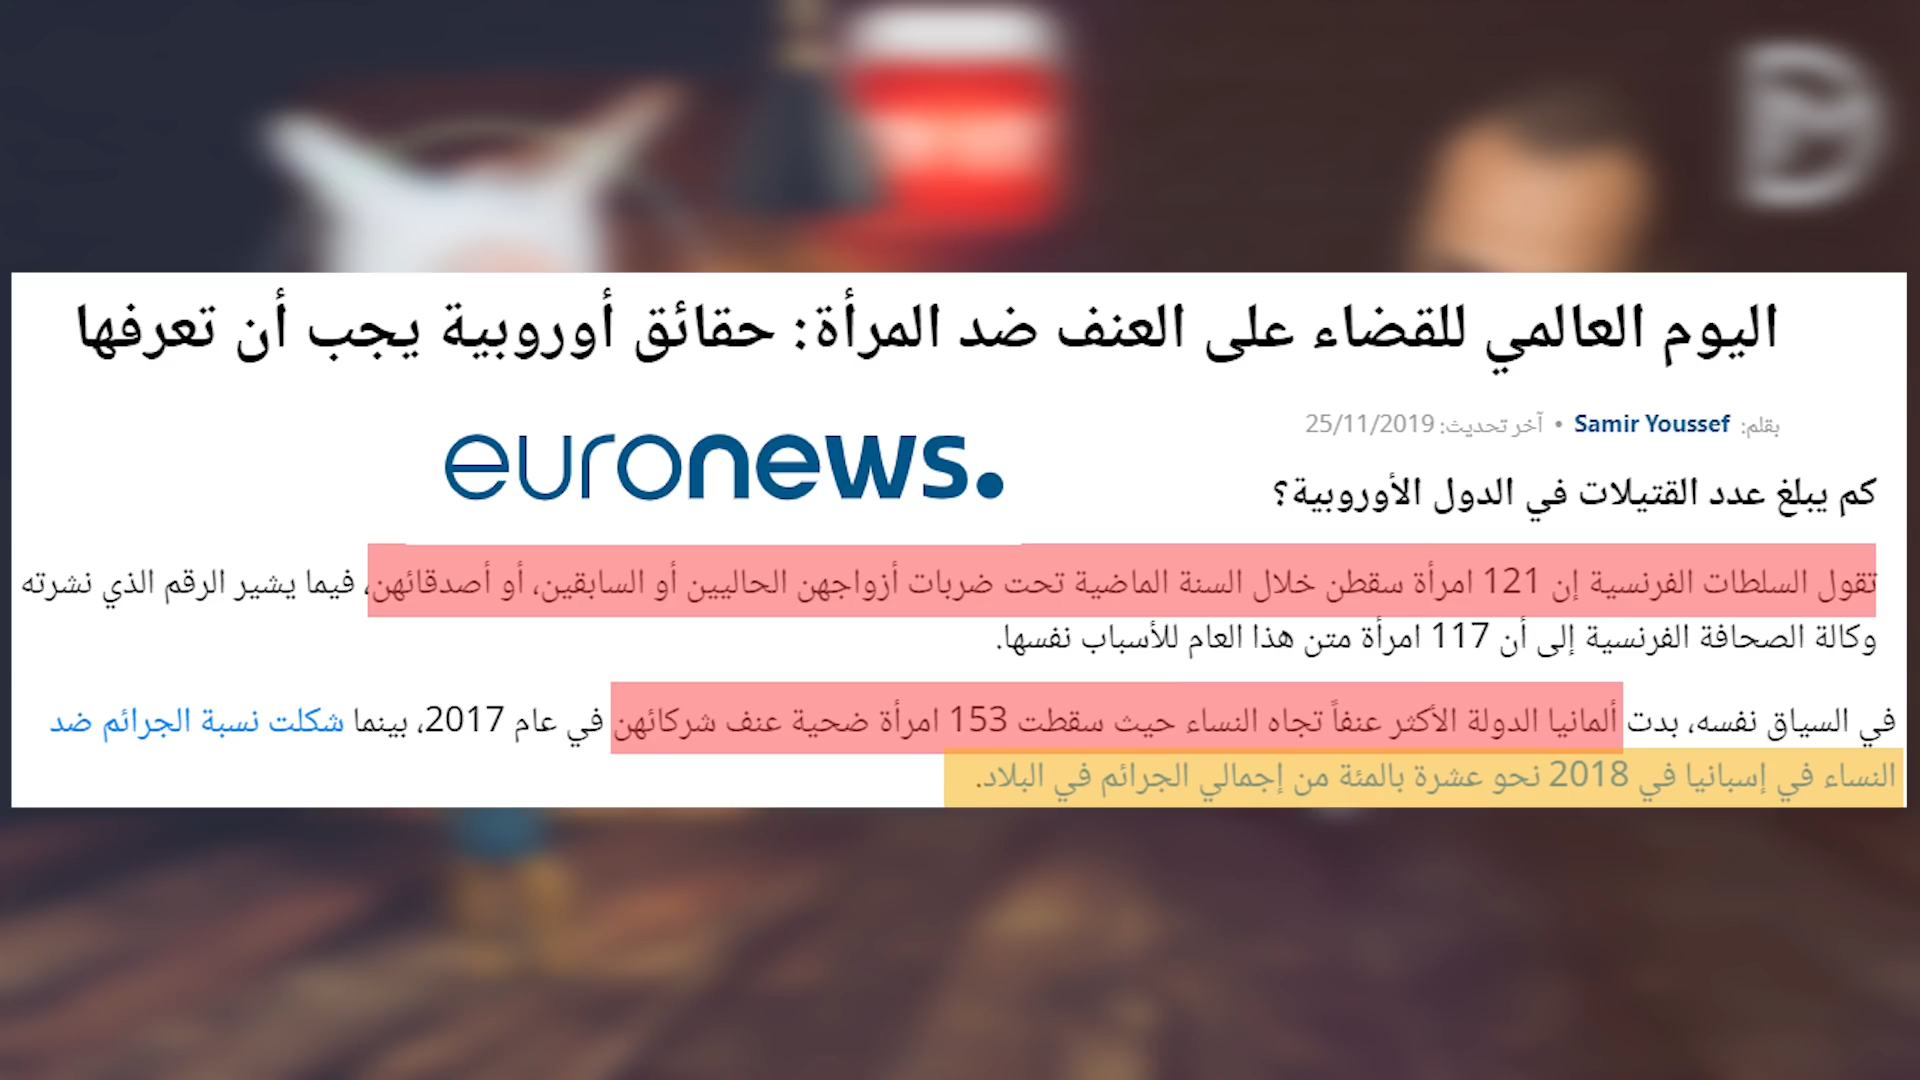 اليوم العالمي للقضاء على العنف ضد المرأة: حقائق أوروبية يجب أن تعرفها
بقلم: Samir Youssef • آخر تحديث: 25/11/2019
euronews.
كم يبلغ عدد القتيلات في الدول الأوروبية؟
تقول السلطات الفرنسية إن 121 امرأة سقطن خلال السنة الماضية تحت ضربات أزواجهن الحاليين أو السابقين، أو أصدقائهن، فيما يشير الرقم الذي نشرته
وكالة الصحافة الفرنسية إلى أن 117 امرأة متن هذا العام للأسباب نفسها.
في السياق نفسه، بدت ألمانيا الدولة الأكثر عنفاً تجاه النساء حيث سقطت 153 امرأة ضحية عنف شركائهن في عام 2017، بينما شكلت نسبة الجرائم ضد
النساء في إسبانيا في 2018 نحو عشرة بالمئة من إجمالي الجرائم في البلاد.